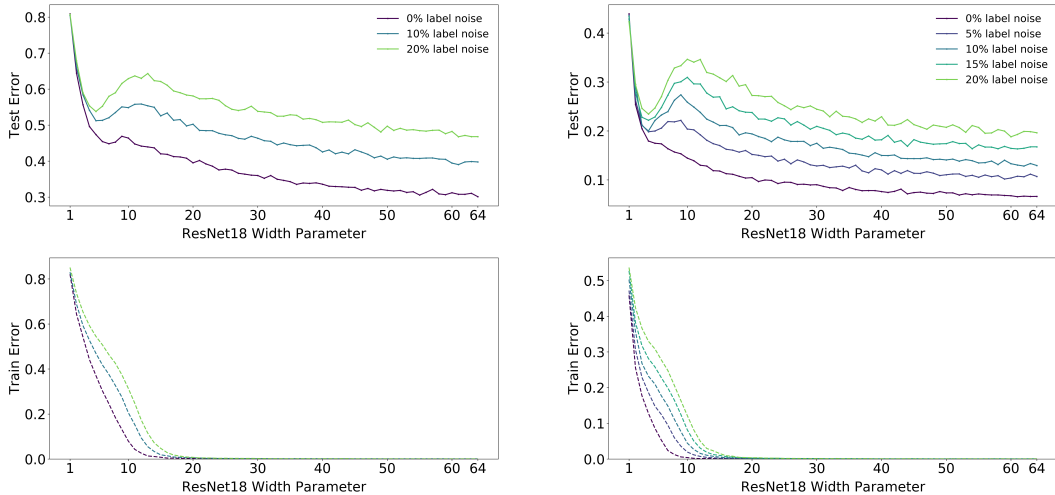 0.8
0.7
0.6
0.5
0.4
0.3
Test Error
0% label noise
10% label noise
20% label noise
1 10 20 30 40 50 60 64
ResNet18 Width Parameter
0.4
0.3
0.2
0.1
Test Error
0% label noise
5% label noise
10% label noise
15% label noise
20% label noise
1 10 20 30 40 50 60 64
ResNet18 Width Parameter
0.8
0.6
0.4
0.2
0.0
Train Error
1 10 20 30 40 50 60 64
ResNet18 Width Parameter
0.5
0.4
0.3
0.2
0.1
0.0
Train Error
1 10 20 30 40 50 60 64
ResNet18 Width Parameter